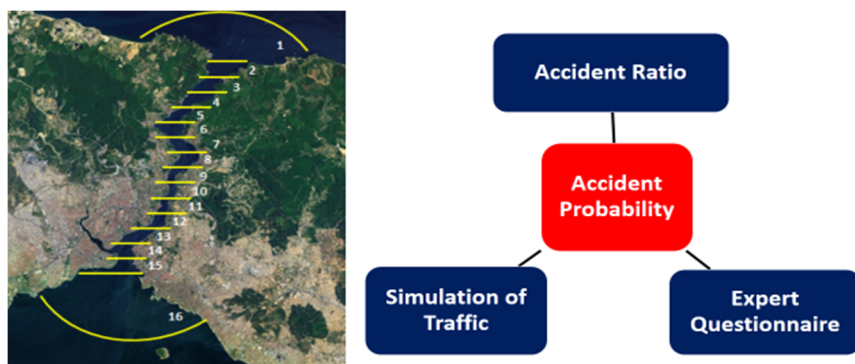 1
2
3
4
5
6
7
8
9
10
11
12
13
14
15
16
Accident Ratio
Accident
Probability
Simulation of
Traffic
Expert
Questionnaire